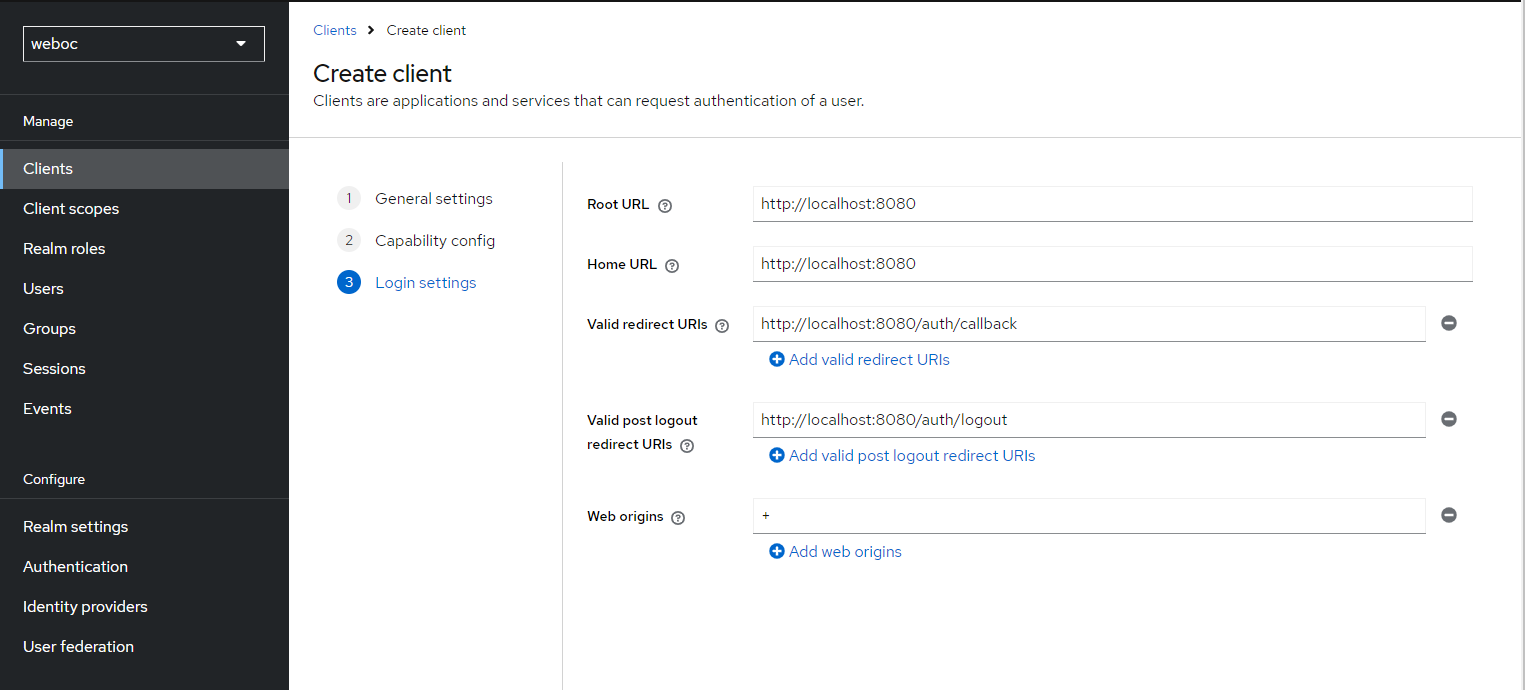 weboc
Manage
Clients
Client scopes
Realm roles
Users
Groups
Sessions
Events
Configure
Realm settings
Authentication
Identity providers
User federation
Clients > Create client
Create client
Clients are applications and services that can request authentication of a user.
1 General settings
2 Capability config
3 Login settings
Root URL ? http://localhost:8080
Home URL ? http://localhost:8080
Valid redirect URIs ? http://localhost:8080/auth/callback
Add valid redirect URIs
Valid post logout
redirect URIs ? http://localhost:8080/auth/logout
Add valid post logout redirect URIs
Web origins ? +
Add web origins